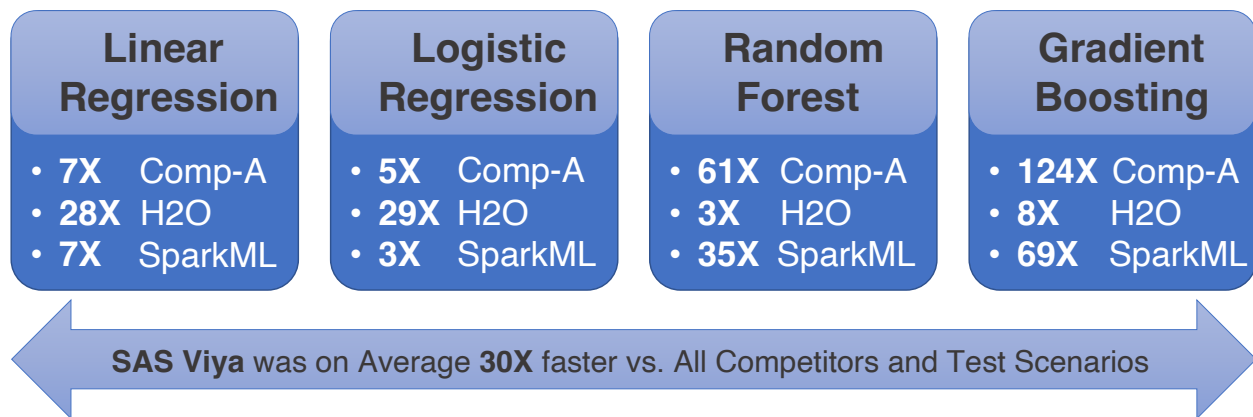 Linear
Regression
• 7X Comp-A
• 28X H2O
• 7X SparkML
Logistic
Regression
• 5X Comp-A
• 29X H2O
• 3X SparkML
Random
Forest
• 61X Comp-A
• 3X H2O
• 35X SparkML
Gradient
Boosting
• 124X Comp-A
• 8X H2O
• 69X SparkML
SAS Viya was on Average 30X faster vs. All Competitors and Test Scenarios